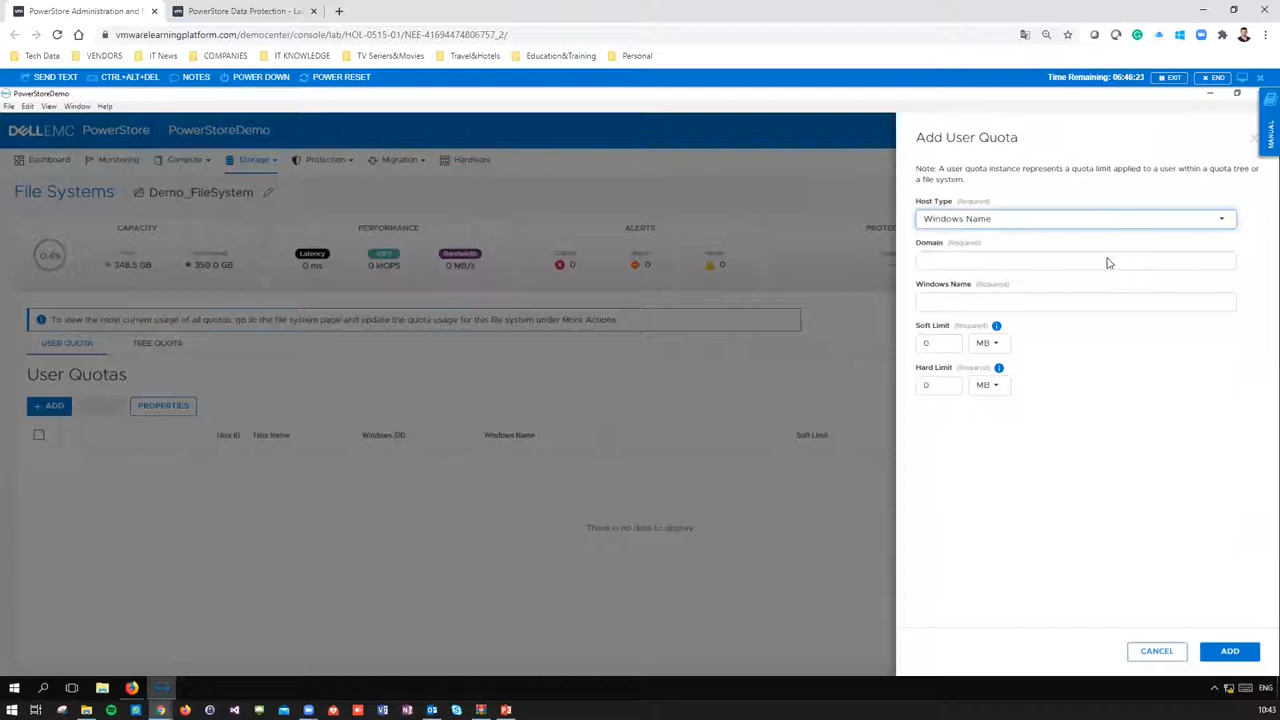 PowerStore Administration and
PowerStore Data Protection - La
vmwarelearningplatform.com/democenter/console/lab/HOL-0515-01/NEE-41694474806757_2/
Tech Data
VENDORS
IT News
COMPANIES
IT KNOWLEDGE
TV Seriers&Movies
Travel&Hotels
Education&Training
Personal
SEND TEXT
CTRL+ALT+DEL
NOTES
POWER DOWN
POWER RESET
Time Remaining: 06:46:23
EXIT
END
PowerStoreDemo
File Edit View Window Help
MANUAL
DELLEMC PowerStore PowerStoreDemo
Dashboard
Monitoring
Compute
Storage
Protection
Migration
Hardware
File Systems
Demo_FileSystem
CAPACITY
348.5 GB
350.0 GB
PERFORMANCE
Latency
0 ms
IOPS
0 kIOPS
Bandwidth
0 MB/s
ALERTS
0
0
0
To view the most current usage of all quotas, go to the file system page and update the quota usage for this file system under More Actions.
USER QUOTA
TREE QUOTA
User Quotas
+ ADD
PROPERTIES
Unix ID
Unix Name
Windows SID
Windows Name
Soft Limit
There is no data to display
Add User Quota
Note: A user quota instance represents a quota limit applied to a user within a quota tree or
a file system.
Host Type (Required)
Windows Name
Domain (Required)
Windows Name (Required)
Soft Limit (Required)
0 MB
Hard Limit (Required)
0 MB
CANCEL
ADD
ENG
10:43